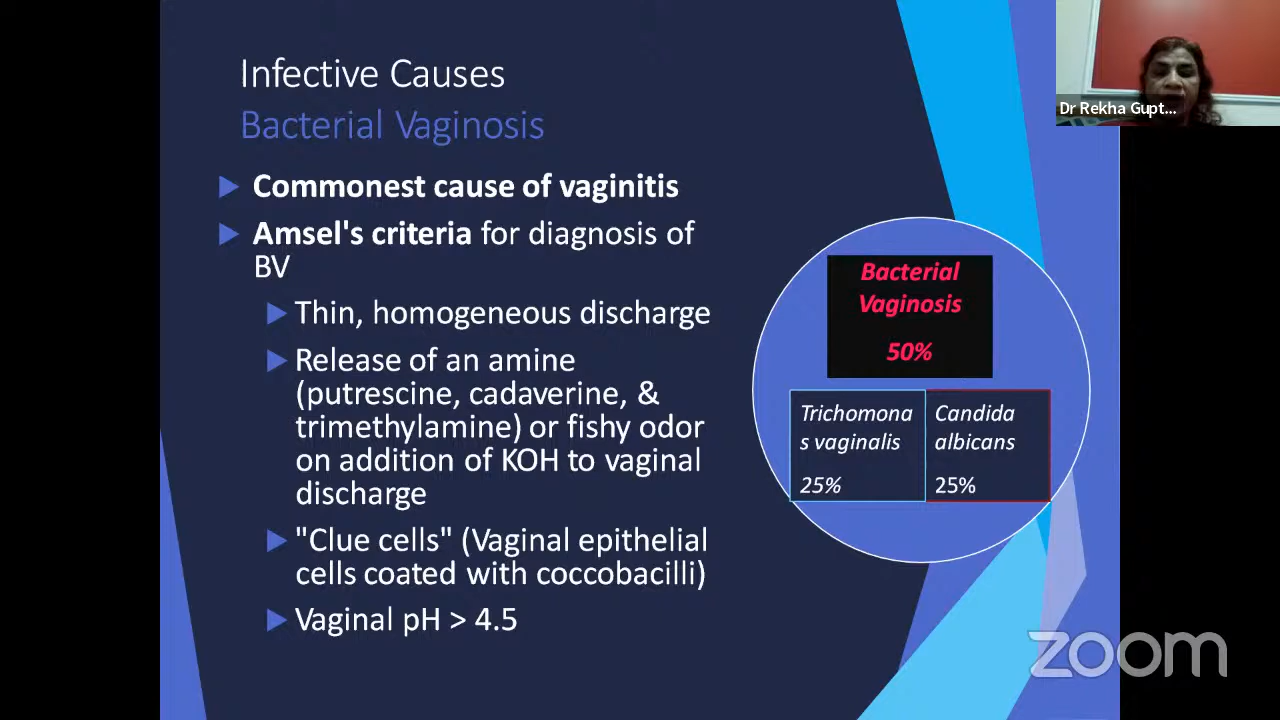 Infective Causes
Bacterial Vaginosis
Commonest cause of vaginitis
Amsel's criteria for diagnosis of
BV
Thin, homogeneous discharge
Release of an amine
(putrescine, cadaverine, &
trimethylamine) or fishy odor
on addition of KOH to vaginal
discharge
"Clue cells" (Vaginal epithelial
cells coated with coccobacilli)
Vaginal pH > 4.5
Bacterial
Vaginosis
50%
Trichomona
s vaginalis
25%
Candida
albicans
25%
Dr Rekha Gupt...
zoom